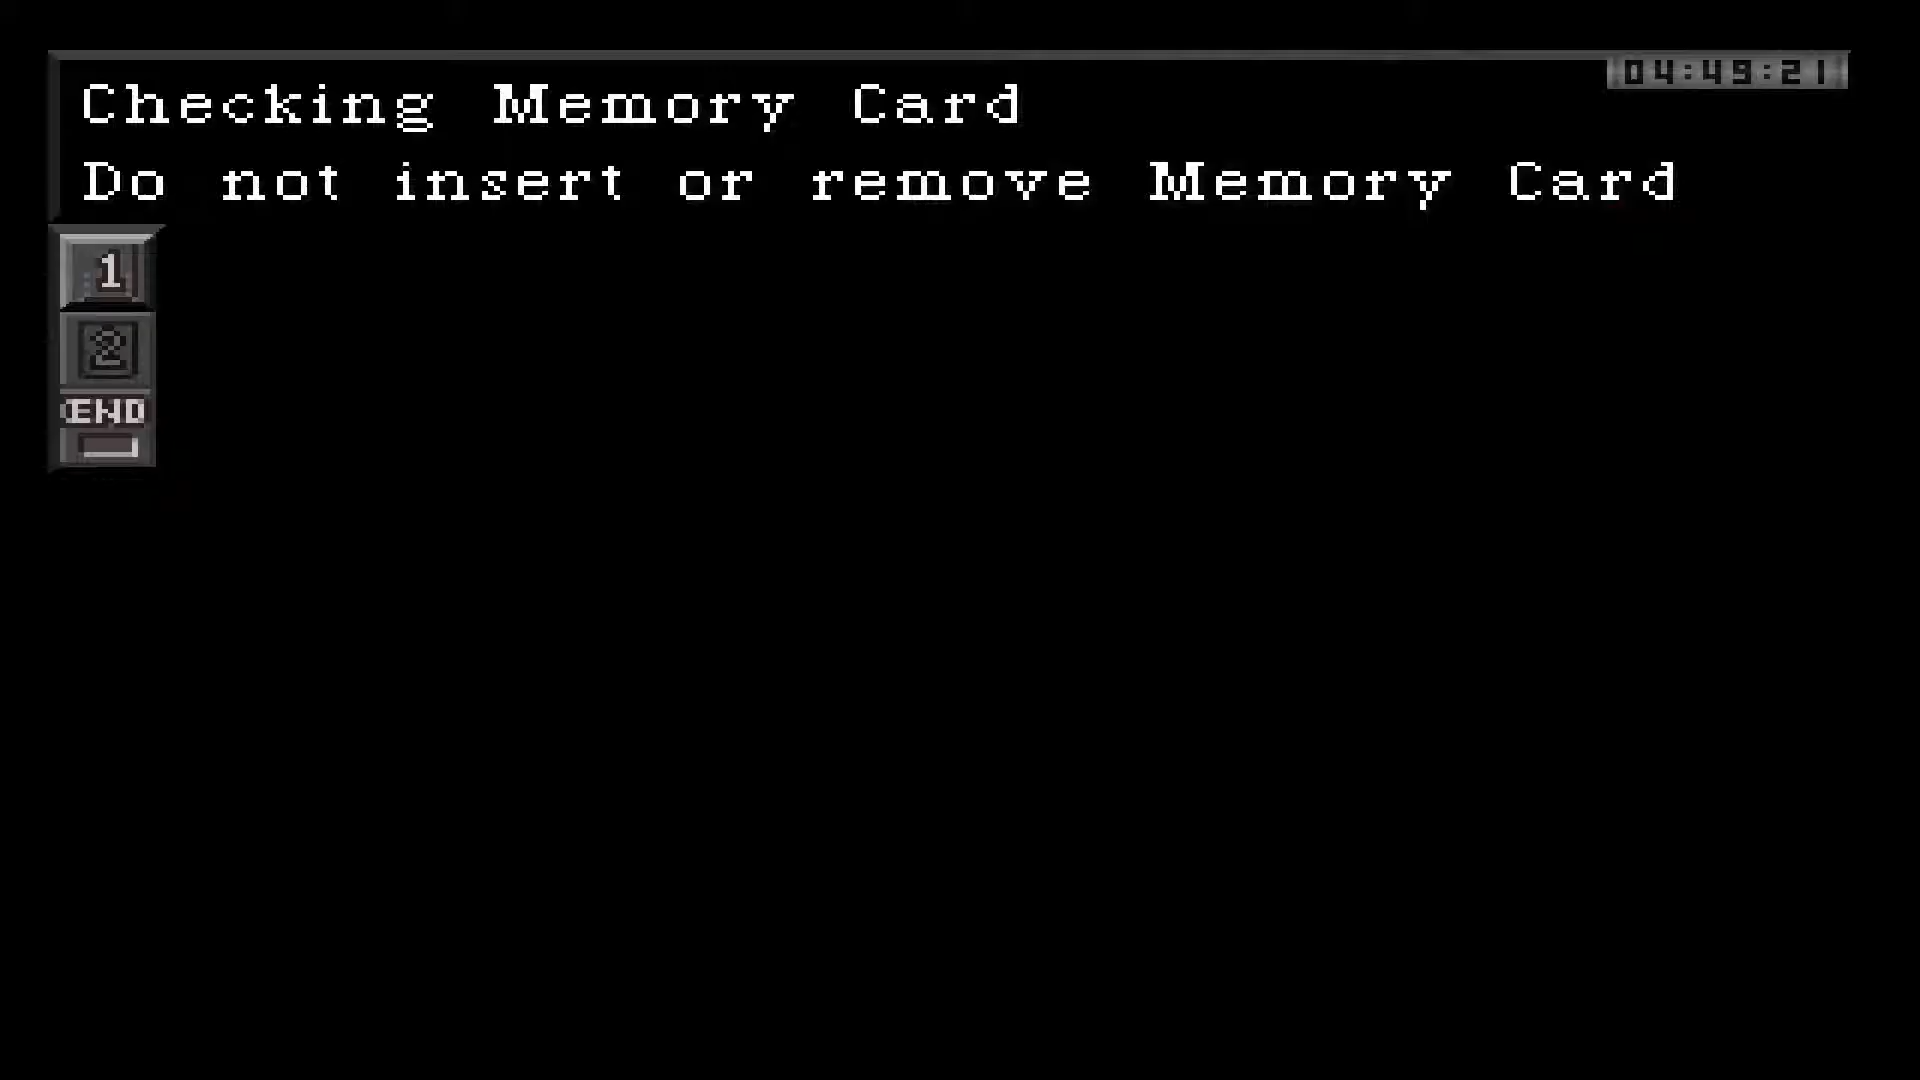 04:49:21
Checking Memory Card
Do not insert or remove Memory Card
1
2
END